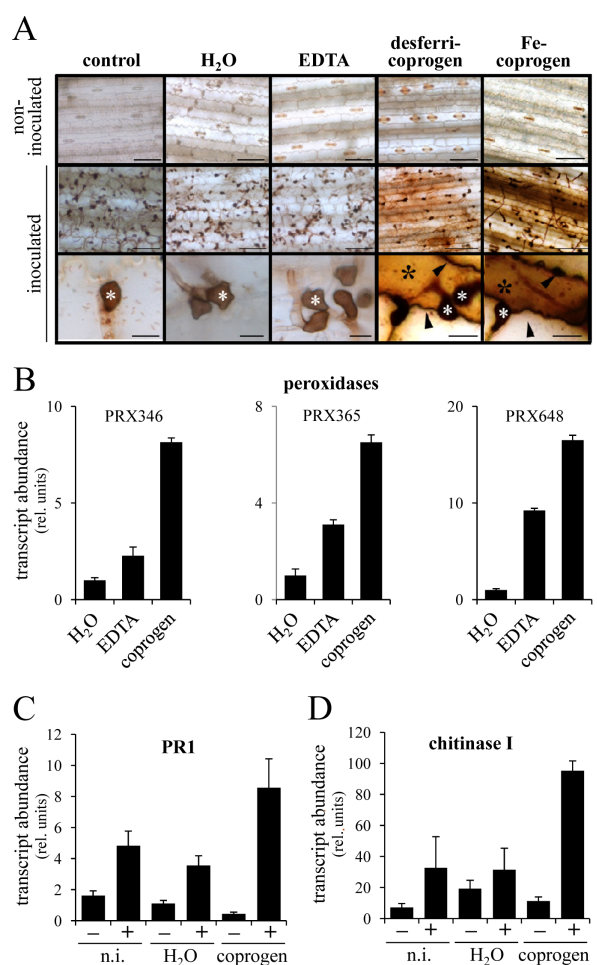 A
control H₂O EDTA desferri-coprogen Fe-coprogen
non-inoculated
inoculated
* * * * * * * *
B
peroxidases
PRX346 PRX365 PRX648
transcript abundance
(rel. units)
10 5 0
8 4 0
20 10 0
H₂O EDTA coprogen
H₂O EDTA coprogen
H₂O EDTA coprogen
C
PR1
transcript abundance
(rel. units)
12
10
8
6
4
2
0
– + – + – +
n.i. H₂O coprogen
D
chitinase I
transcript abundance
(rel. units)
120
100
80
60
40
20
0
– + – + – +
n.i. H₂O coprogen